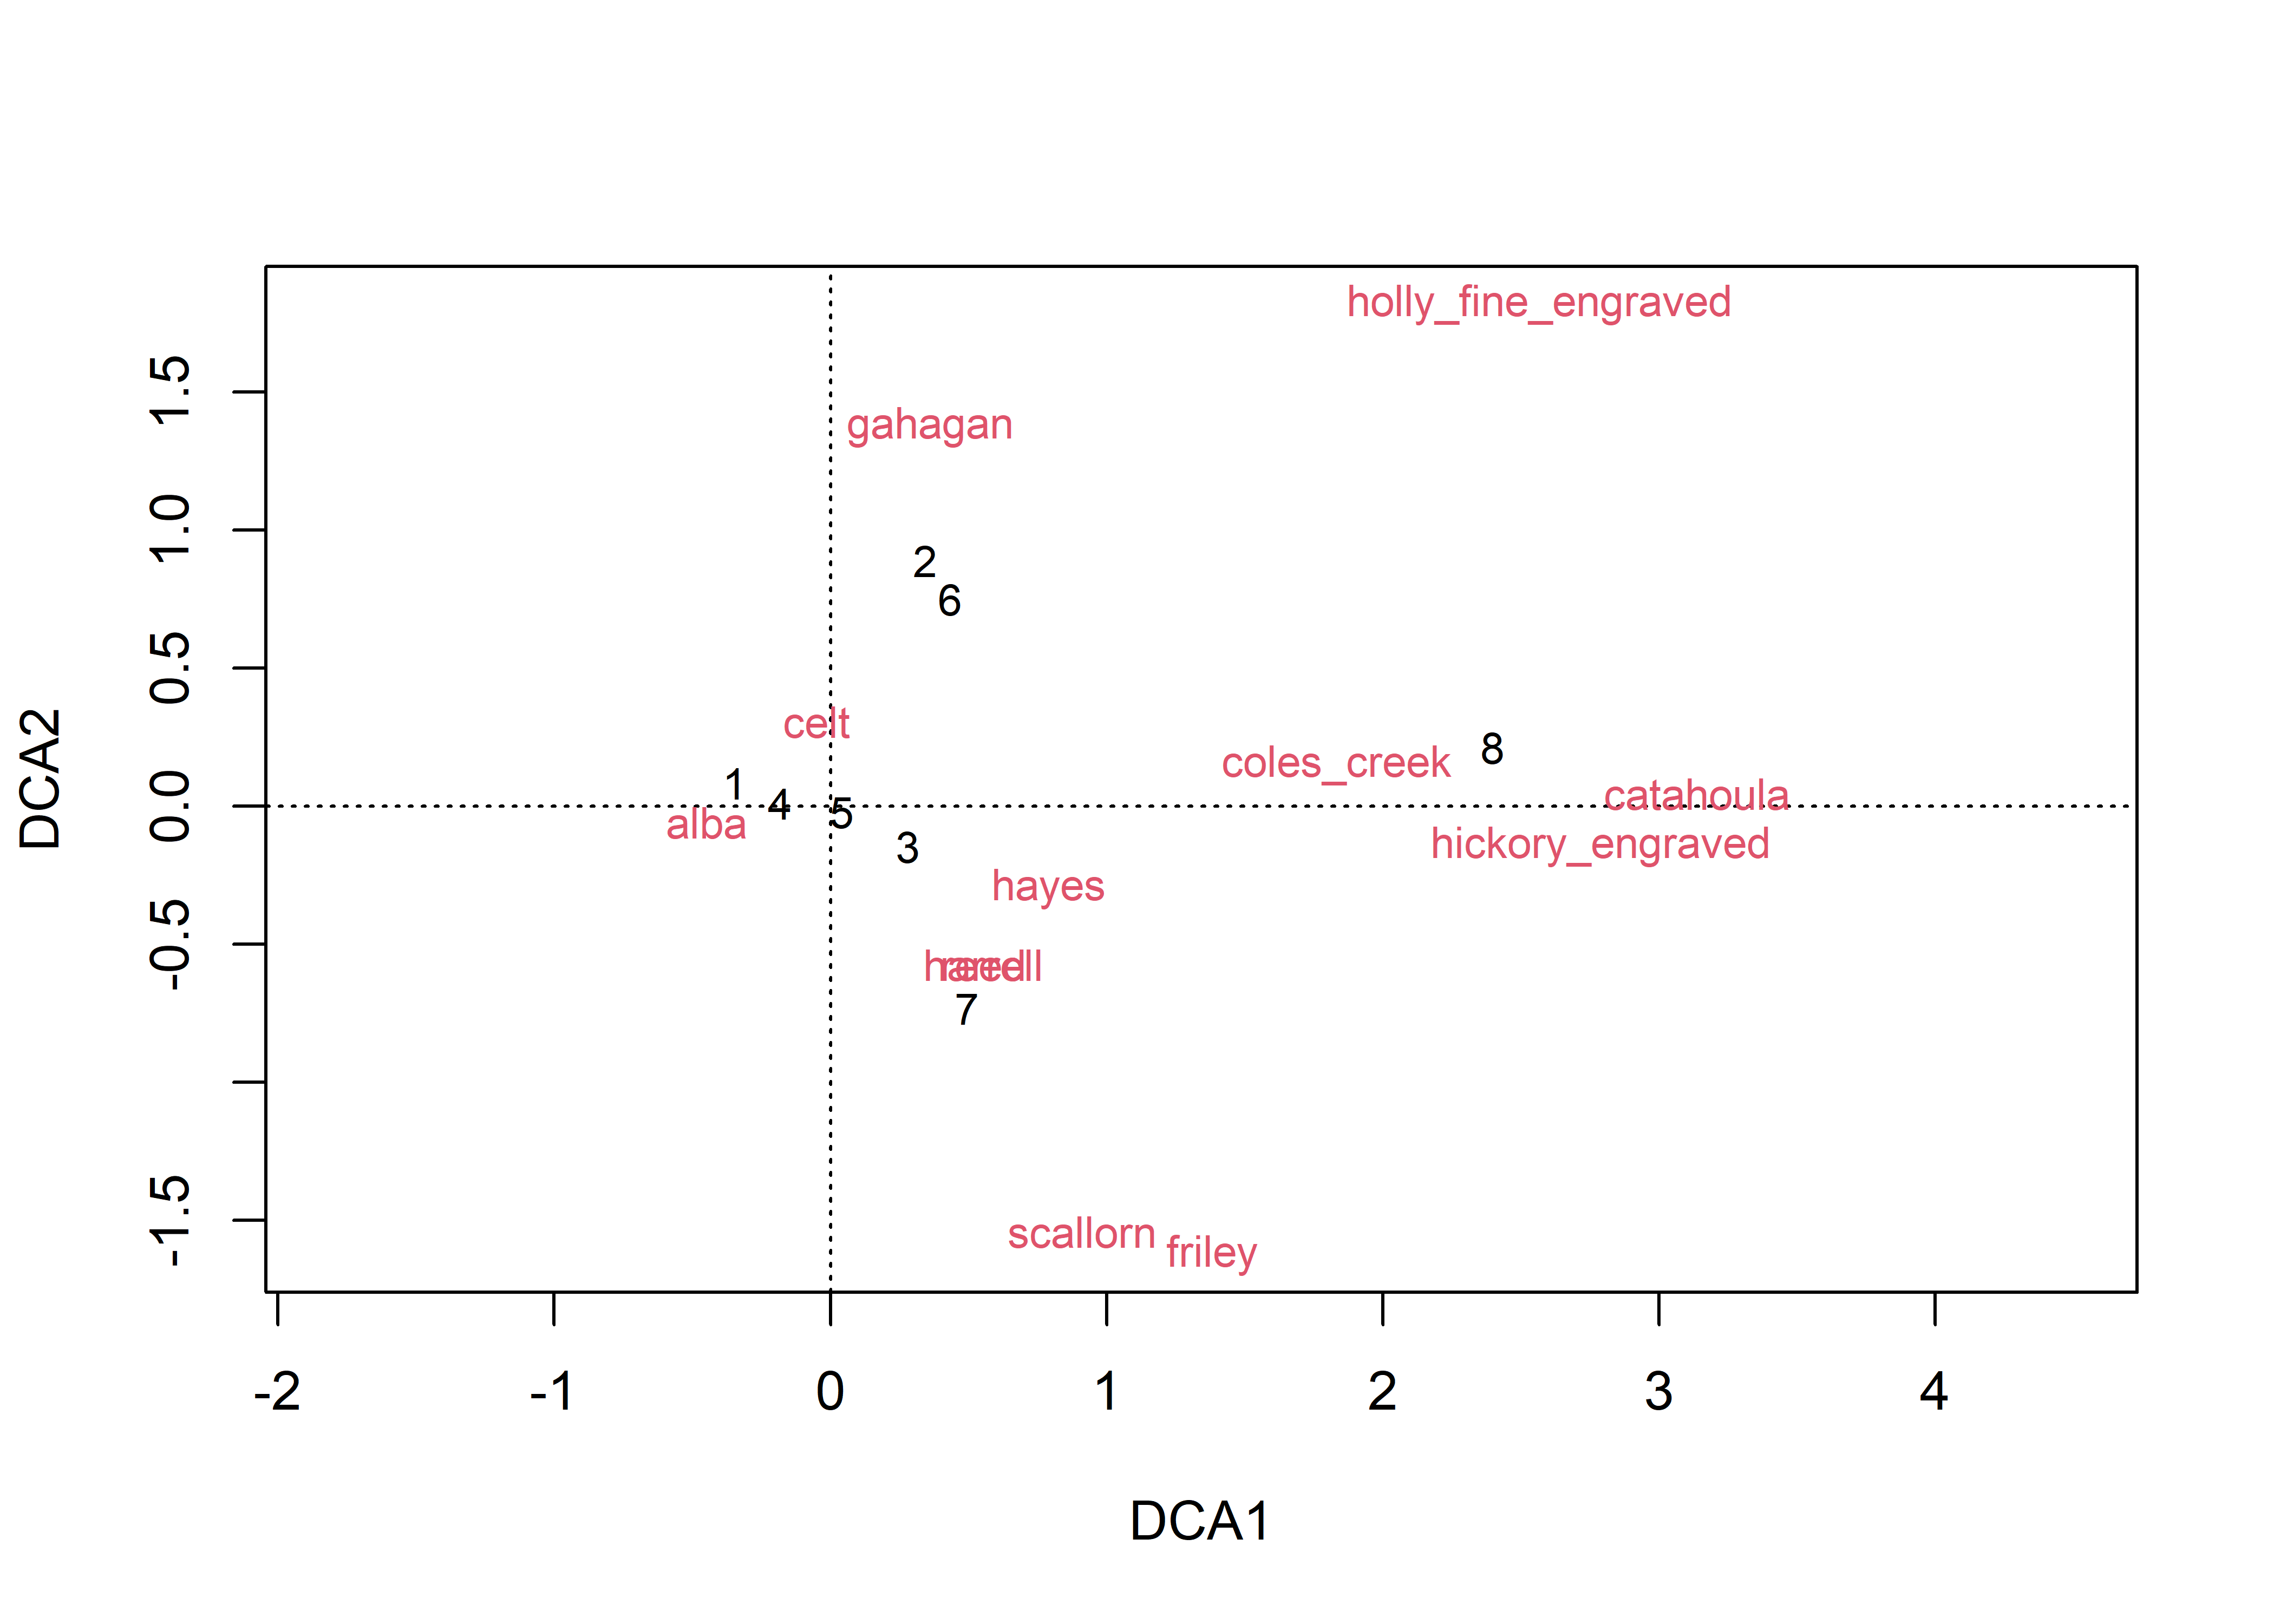 holly_fine_engraved
gahagan
2
6
celt
8
coles_creek
1
catahoula
4
5
alba
3
hickory_engraved
hayes
7
scallorn
friley
DCA2
1.5
1.0
0.5
0.0
-0.5
-1.5
-2 -1 0 1 2 3 4
DCA1